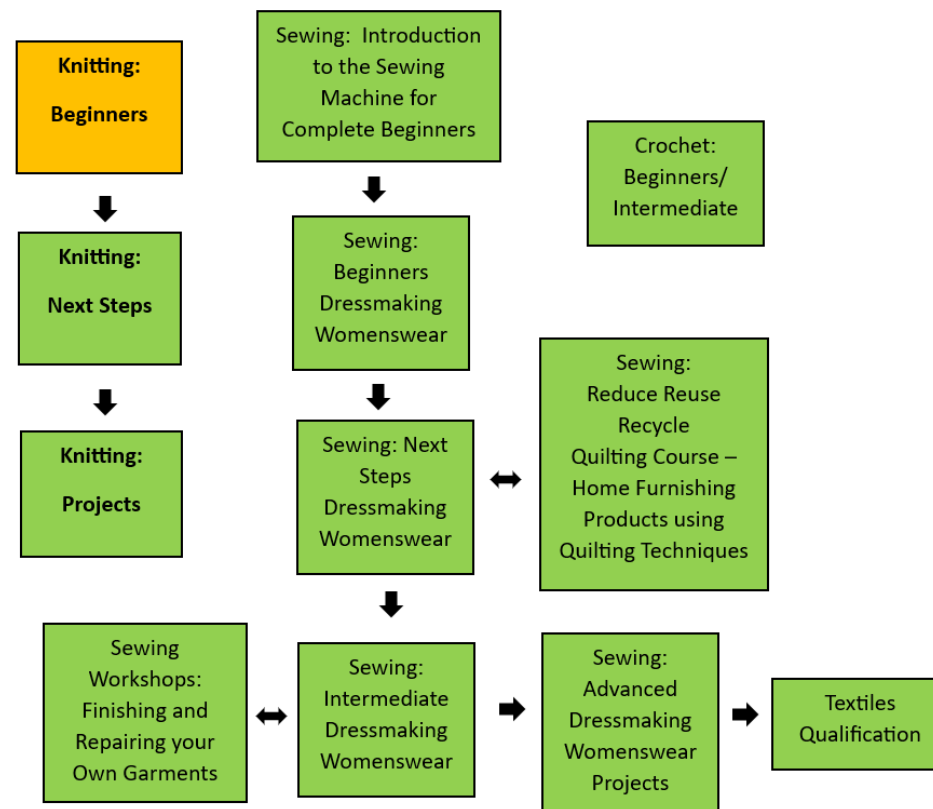 Knitting:
Beginners
Sewing: Introduction
to the Sewing
Machine for
Complete Beginners
Crochet:
Beginners/
Intermediate
Knitting:
Next Steps
Sewing:
Beginners
Dressmaking
Womenswear
Knitting:
Projects
Sewing: Next
Steps
Dressmaking
Womenswear
Sewing:
Reduce Reuse
Recycle
Quilting Course –
Home Furnishing
Products using
Quilting Techniques
Sewing
Workshops:
Finishing and
Repairing your
Own Garments
Sewing:
Intermediate
Dressmaking
Womenswear
Sewing:
Advanced
Dressmaking
Womenswear
Projects
Textiles
Qualification